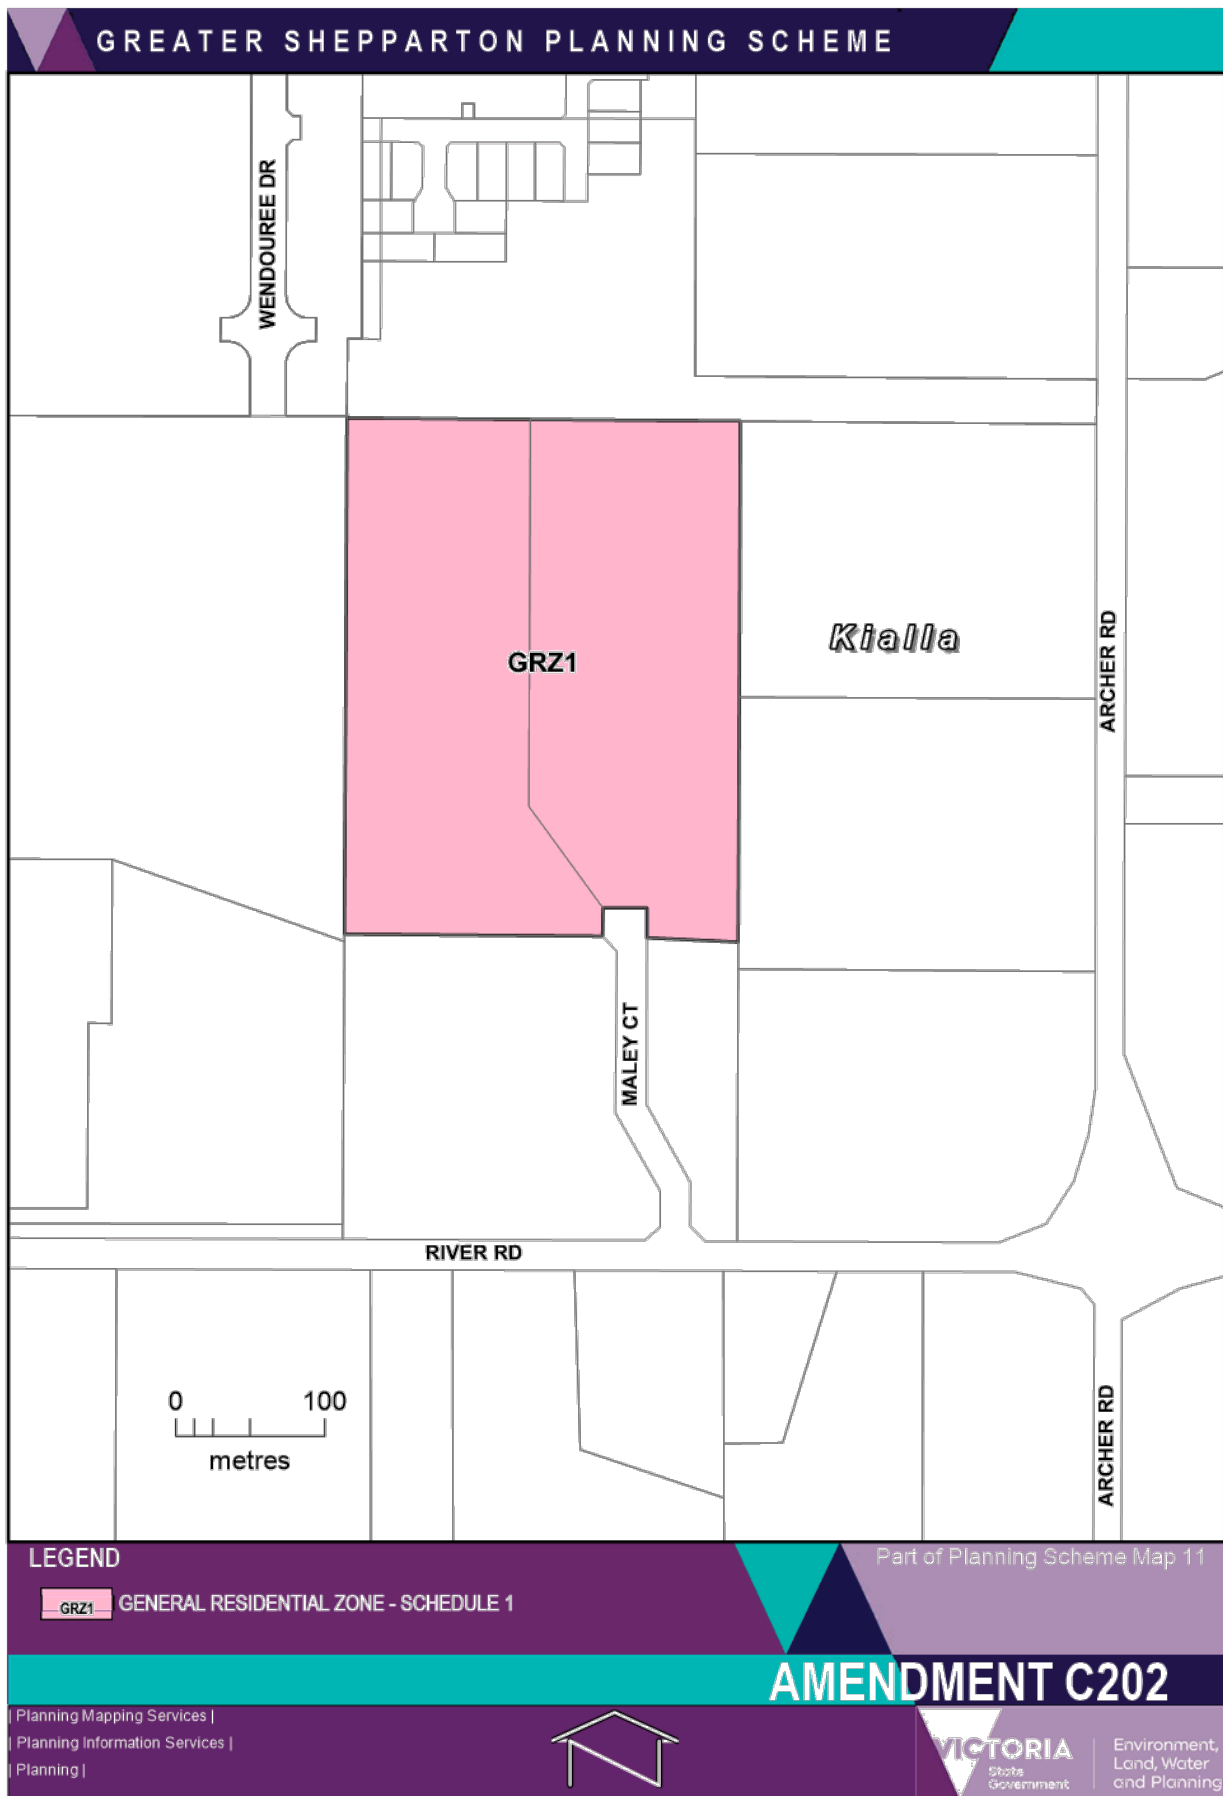 GREATER SHEPPARTON PLANNING SCHEME
WENDOUREE DR
GRZ1
Kialla
ARCHER RD
MALEY CT
RIVER RD
0 100
metres
ARCHER RD
LEGEND
Part of Planning Scheme Map 11
GRZ1 GENERAL RESIDENTIAL ZONE - SCHEDULE 1
AMENDMENT C202
| Planning Mapping Services |
| Planning Information Services |
| Planning |
VICTORIA
State
Government
Environment,
Land, Water
and Planning